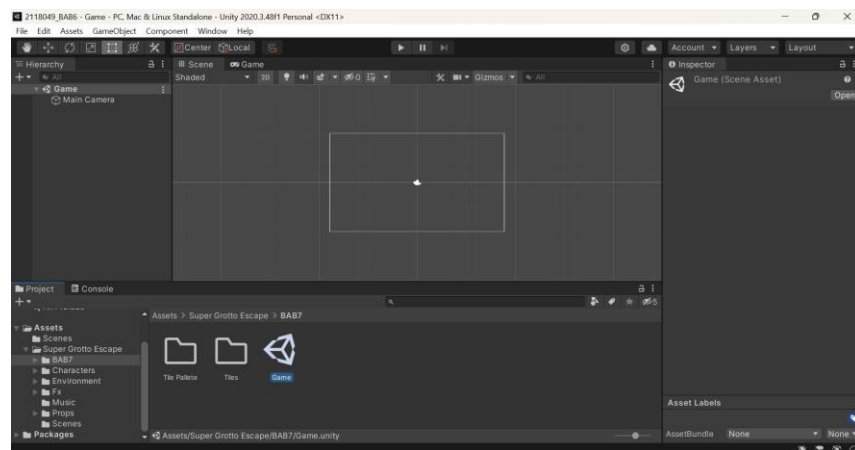 2118049_BAB6 - Game - PC, Mac & Linux Standalone - Unity 2020.3.48f1 Personal <DX11>
File Edit Assets GameObject Component Window Help
Center Local
Account Layers Layout
Hierarchy
Scene Game
Inspector
All
Shaded 2D 0 Gizmos All
Game
Main Camera
Game (Scene Asset)
Open
Project Console
5
Assets > Super Grotto Escape > BAB7
Assets
Scenes
Super Grotto Escape
BAB7
Characters
Environment
Fx
Music
Props
Scenes
Packages
Tile Pallete Tiles Game
Assets/Super Grotto Escape/BAB7/Game.unity
Asset Labels
AssetBundle None None